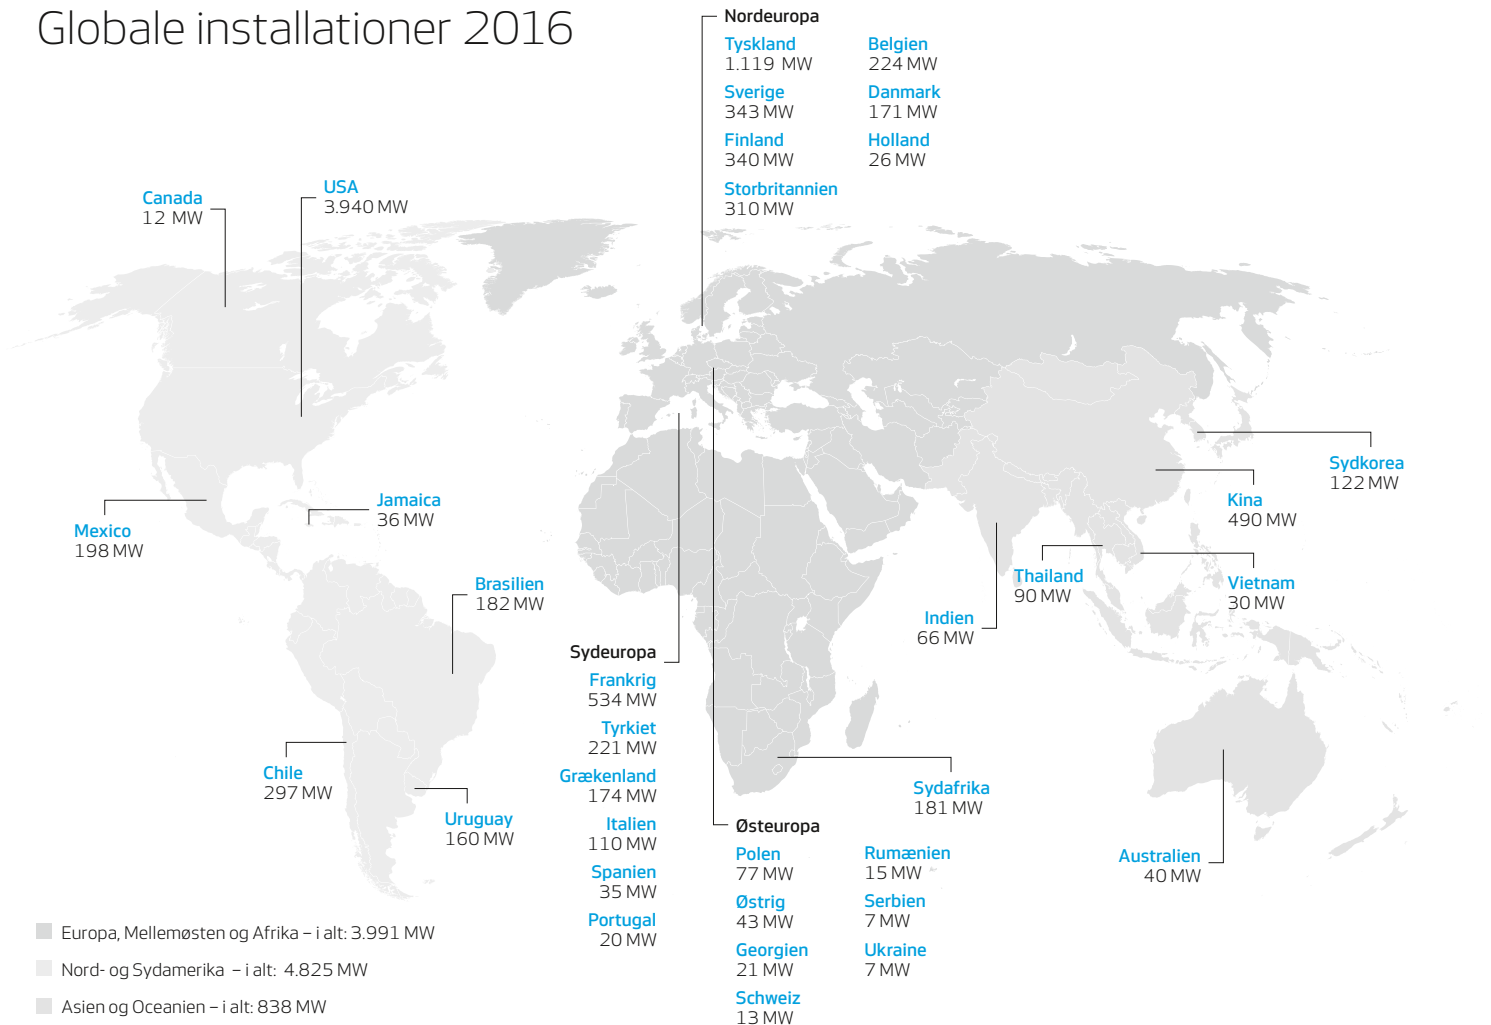 Globale installationer 2016
Nordeuropa
Tyskland
1.119 MW
Sverige
343 MW
Finland
340 MW
Storbritannien
310 MW
Belgien
224 MW
Danmark
171 MW
Holland
26 MW
Canada
12 MW
USA
3.940 MW
Mexico
198 MW
Jamaica
36 MW
Brasilien
182 MW
Chile
297 MW
Uruguay
160 MW
Sydeuropa
Frankrig
534 MW
Tyrkiet
221 MW
Grækenland
174 MW
Italien
110 MW
Spanien
35 MW
Portugal
20 MW
Østeuropa
Polen
77 MW
Østrig
43 MW
Georgien
21 MW
Schweiz
13 MW
Rumænien
15 MW
Serbien
7 MW
Ukraine
7 MW
Sydafrika
181 MW
Indien
66 MW
Thailand
90 MW
Vietnam
30 MW
Kina
490 MW
Sydkorea
122 MW
Australien
40 MW
Europa, Mellemøsten og Afrika – i alt: 3.991 MW
Nord- og Sydamerika – i alt: 4.825 MW
Asien og Oceanien – i alt: 838 MW